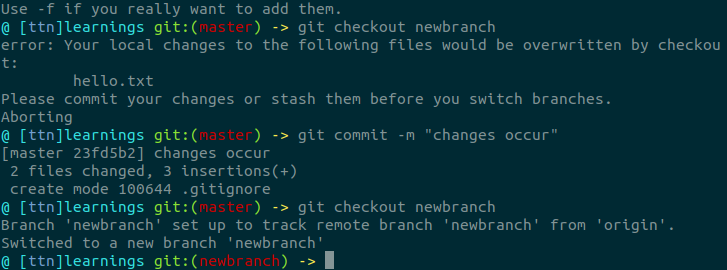 Use -f if you really want to add them.
@ [ttn]learnings git:(master) -> git checkout newbranch
error: Your local changes to the following files would be overwritten by checkou
t:
        hello.txt
Please commit your changes or stash them before you switch branches.
Aborting
@ [ttn]learnings git:(master) -> git commit -m "changes occur"
[master 23fd5b2] changes occur
 2 files changed, 3 insertions(+)
 create mode 100644 .gitignore
@ [ttn]learnings git:(master) -> git checkout newbranch
Branch 'newbranch' set up to track remote branch 'newbranch' from 'origin'.
Switched to a new branch 'newbranch'
@ [ttn]learnings git:(newbranch) ->